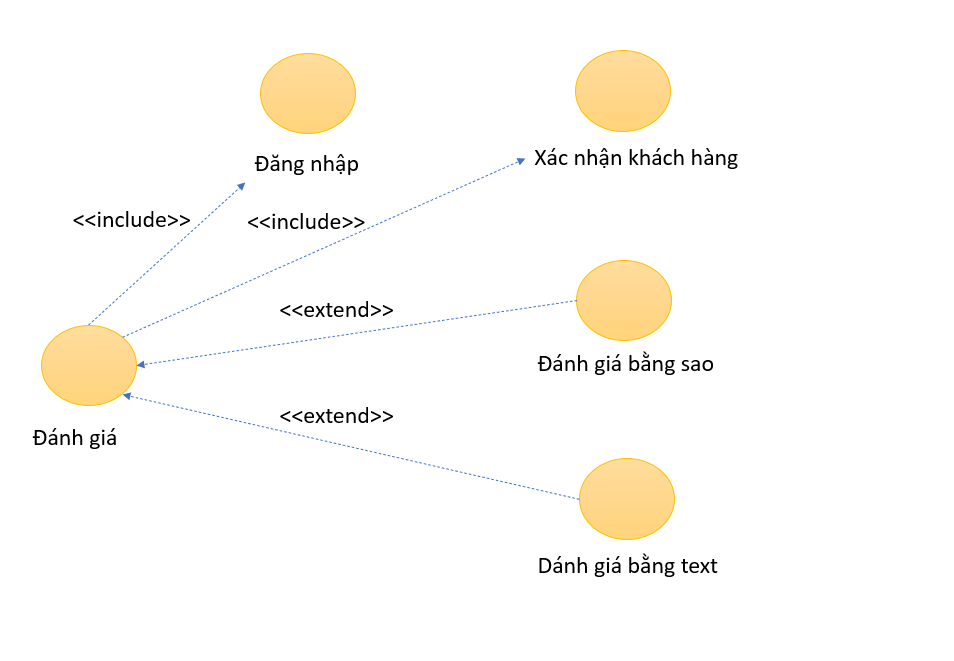 Đăng nhập
Xác nhận khách hàng
<<include>>
<<include>>
<<extend>>
Đánh giá bằng sao
<<extend>>
Đánh giá
Dánh giá bằng text